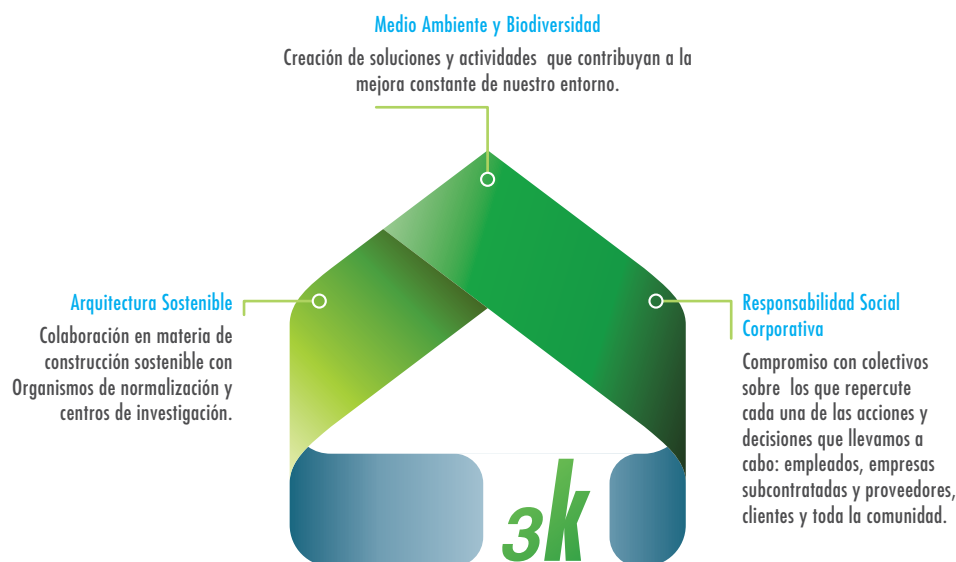 Medio Ambiente y Biodiversidad
Creación de soluciones y actividades que contribuyan a la
mejora constante de nuestro entorno.
Arquitectura Sostenible
Colaboración en materia de
construcción sostenible con
Organismos de normalización y
centros de investigación.
Responsabilidad Social
Corporativa
Compromiso con colectivos
sobre los que repercute
cada una de las acciones y
decisiones que llevamos a
cabo: empleados, empresas
subcontratadas y proveedores,
clientes y toda la comunidad.
3k